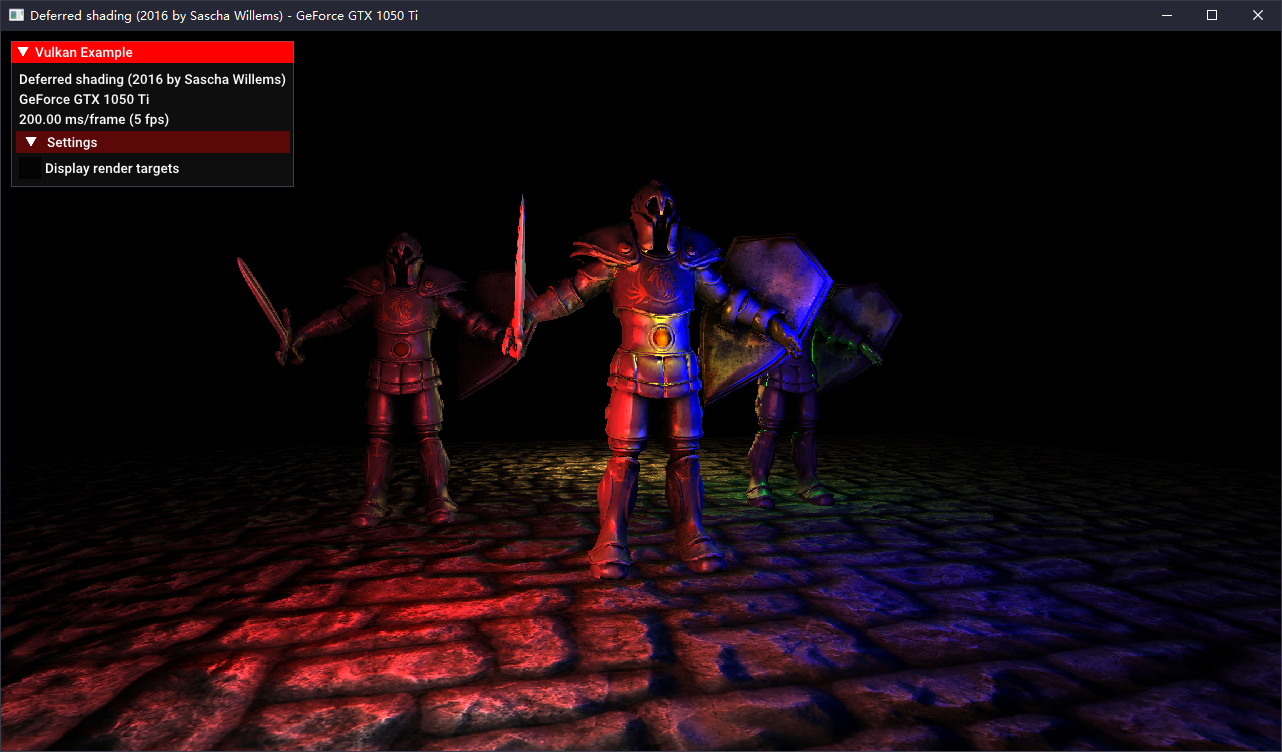 Deferred shading (2016 by Sascha Willems) - GeForce GTX 1050 Ti
Vulkan Example
Deferred shading (2016 by Sascha Willems)
GeForce GTX 1050 Ti
200.00 ms/frame (5 fps)
Settings
Display render targets